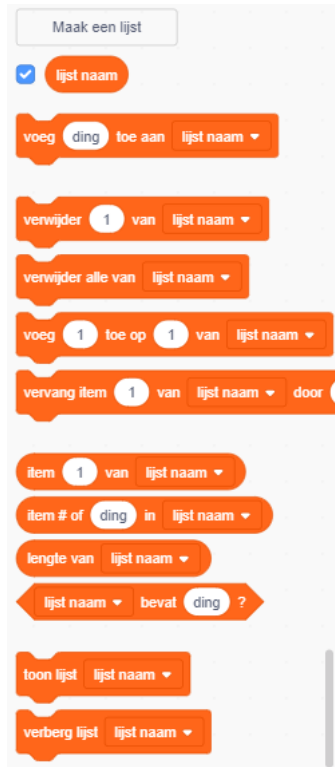 Maak een lijst
lijst naam
voeg ding toe aan lijst naam
verwijder 1 van lijst naam
verwijder alle van lijst naam
voeg 1 toe op 1 van lijst naam
vervang item 1 van lijst naam door
item 1 van lijst naam
item # of ding in lijst naam
lengte van lijst naam
lijst naam bevat ding ?
toon lijst lijst naam
verberg lijst lijst naam